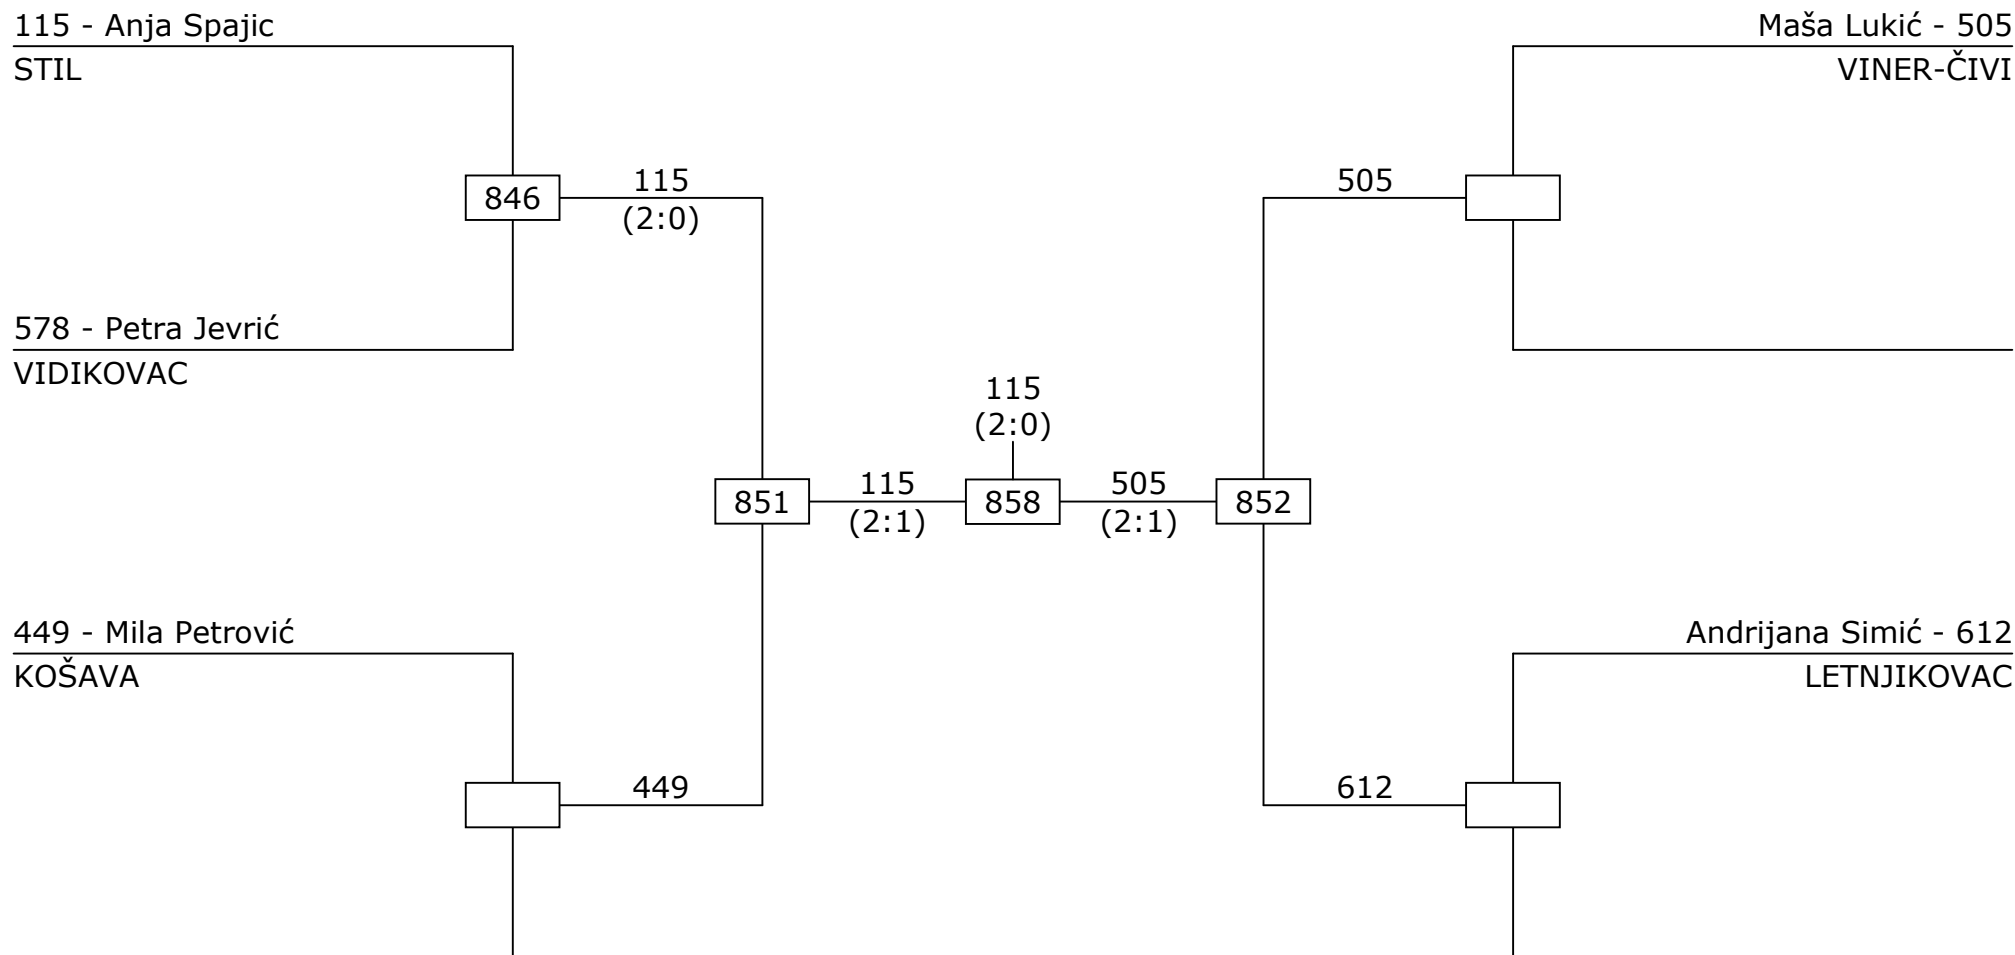 115 - Anja Spajic
STIL
Maša Lukić - 505
VINER-ČIVI
846
115
(2:0)
505
578 - Petra Jevrić
VIDIKOVAC
115
(2:0)
851
115
(2:1)
858
505
(2:1)
852
449 - Mila Petrović
KOŠAVA
Andrijana Simić - 612
LETNJIKOVAC
449
612